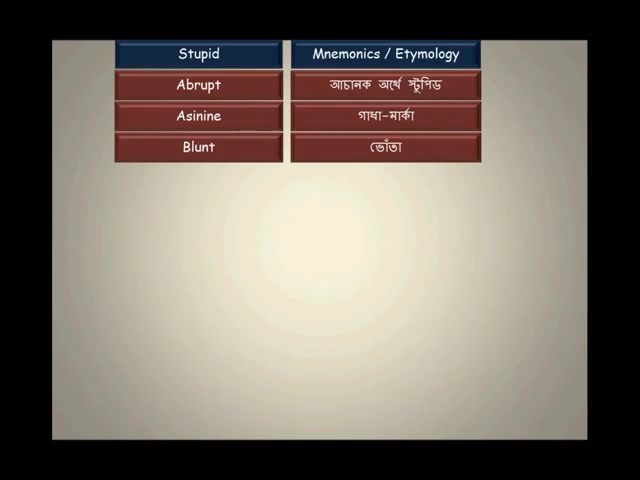 Stupid Mnemonics / Etymology
Abrupt আচানক অর্থে স্টুপিড
Asinine গাধা-মার্কা
Blunt ভোঁতা